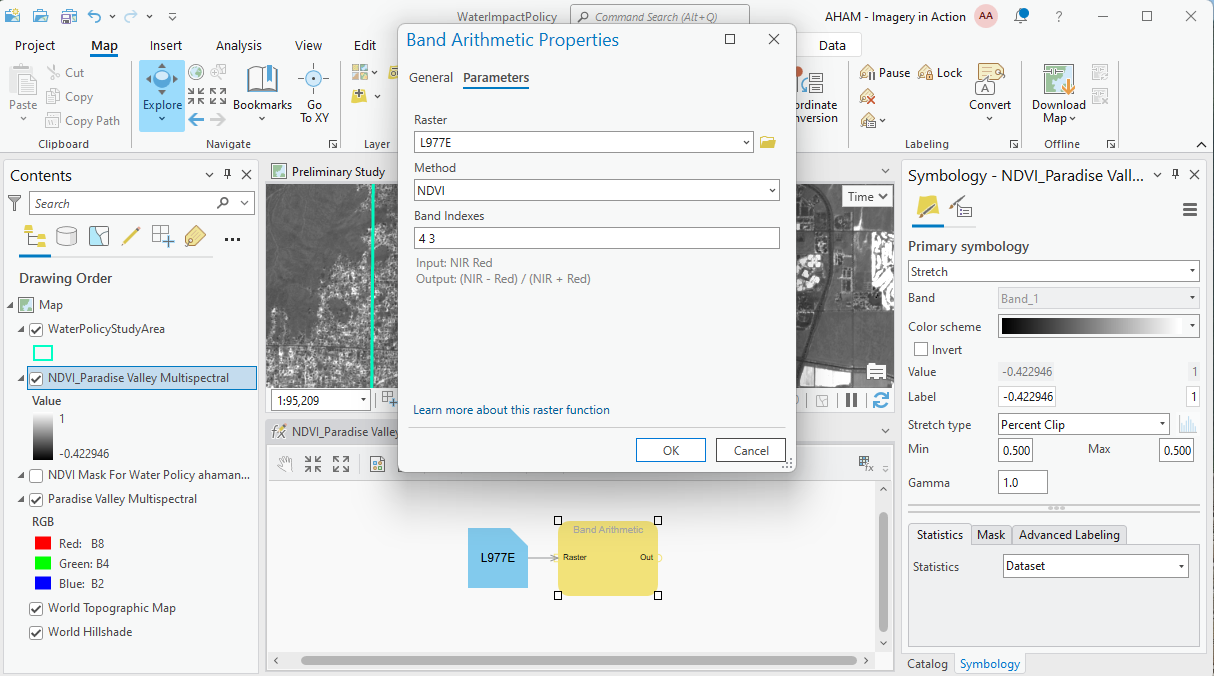 WaterImpactPolicy
Command Search (Alt+Q)
AHAM - Imagery in Action
AA
?
Project
Map
Insert
Analysis
View
Edit
Data
Paste
Cut
Copy
Copy Path
Clipboard
Explore
Bookmarks
Go
To XY
Navigate
Layer
Pause
Lock
Convert
Labeling
Download
Map
Offline
Band Arithmetic Properties
General
Parameters
Raster
L977E
Method
NDVI
Band Indexes
4 3
Input: NIR Red
Output: (NIR - Red) / (NIR + Red)
Learn more about this raster function
OK
Cancel
Contents
Search
Drawing Order
Map
WaterPolicyStudyArea
NDVI_Paradise Valley Multispectral
Value
1
-0.422946
NDVI Mask For Water Policy ahaman...
Paradise Valley Multispectral
RGB
Red: B8
Green: B4
Blue: B2
World Topographic Map
World Hillshade
Preliminary Study
Time
1:95,209
fx NDVI_Paradise Valley
L977E
Band Arithmetic
Raster
Out
Symbology - NDVI_Paradise Vall...
Primary symbology
Stretch
Band
Band_1
Color scheme
Invert
Value
-0.422946
1
Label
-0.422946
1
Stretch type
Percent Clip
Min
0.500
Max
0.500
Gamma
1.0
Statistics
Mask
Advanced Labeling
Statistics
Dataset
Catalog
Symbology